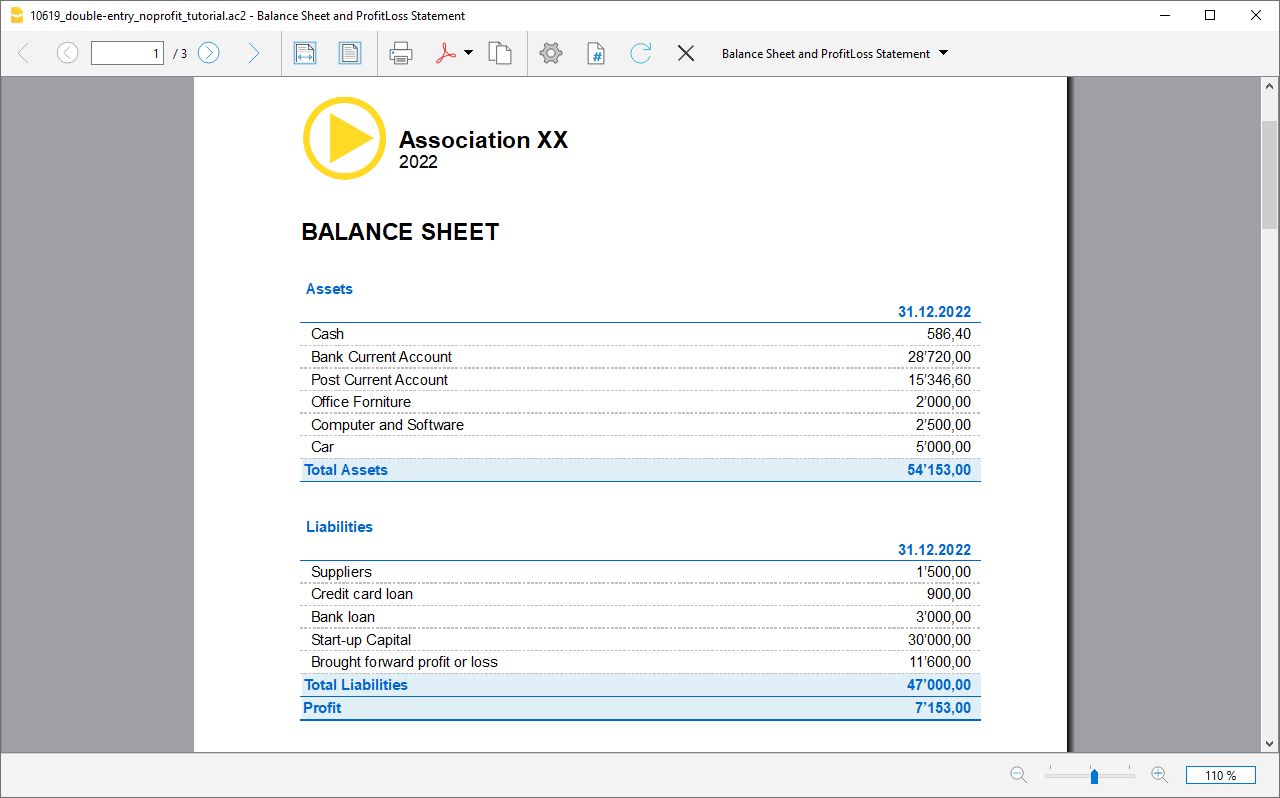 10619_double-entry_noprofit_tutorial.ac2 - Balance Sheet and ProfitLoss Statement
1 / 3 # Balance Sheet and ProfitLoss Statement
Association XX
2022
BALANCE SHEET
Assets
31.12.2022
Cash 586,40
Bank Current Account 28'720,00
Post Current Account 15'346,60
Office Forniture 2'000,00
Computer and Software 2'500,00
Car 5'000,00
Total Assets 54'153,00
Liabilities
31.12.2022
Suppliers 1'500,00
Credit card loan 900,00
Bank loan 3'000,00
Start-up Capital 30'000,00
Brought forward profit or loss 11'600,00
Total Liabilities 47'000,00
Profit 7'153,00
110 %